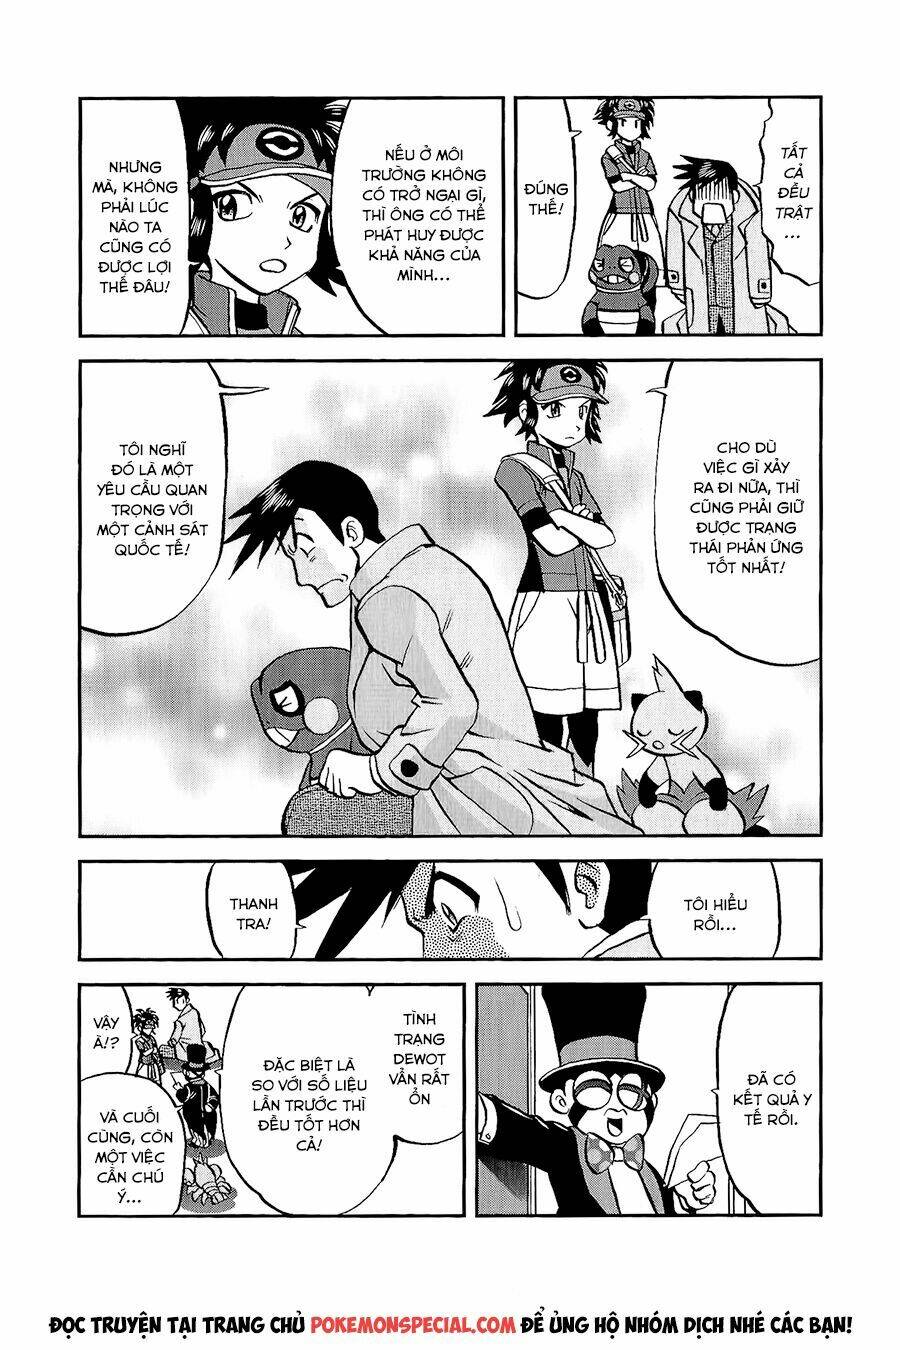 TẤT
CẢ
ĐỀU
TRẬT
...
ĐÚNG
THẾ!
NẾU Ở MÔI
TRƯỜNG KHÔNG
CÓ TRỞ NGẠI GÌ,
THÌ ÔNG CÓ THỂ
PHÁT HUY ĐƯỢC
KHẢ NĂNG CỦA
MÌNH...
NHƯNG
MÀ, KHÔNG
PHẢI LÚC
NÀO TA
CŨNG CÓ
ĐƯỢC LỢI
THẾ ĐÂU!
CHO DÙ
VIỆC GÌ XẢY
RA ĐI NỮA, THÌ
CŨNG PHẢI GIỮ
ĐƯỢC TRẠNG
THÁI PHẢN ỨNG
TỐT NHẤT!
TÔI NGHĨ
ĐÓ LÀ MỘT
YÊU CẦU QUAN
TRỌNG VỚI
MỘT CẢNH SÁT
QUỐC TẾ!
TÔI HIỂU
RỒI...
THANH
TRA!
ĐÃ CÓ
KẾT QUẢ Y
TẾ RỒI.
TÌNH
TRẠNG
DEWOT
VẪN RẤT
ỔN
ĐẶC BIỆT LÀ
SO VỚI SỐ LIỆU
LẦN TRƯỚC THÌ
ĐỀU TỐT HƠN
CẢ!
VẬY
À!?
VÀ CUỐI
CÙNG, CÒN
MỘT VIỆC
CẦN CHÚ
Ý...
ĐỌC TRUYỆN TẠI TRANG CHỦ POKEMONSPECIAL.COM ĐỂ ỦNG HỘ NHÓM DỊCH NHÉ CÁC BẠN!